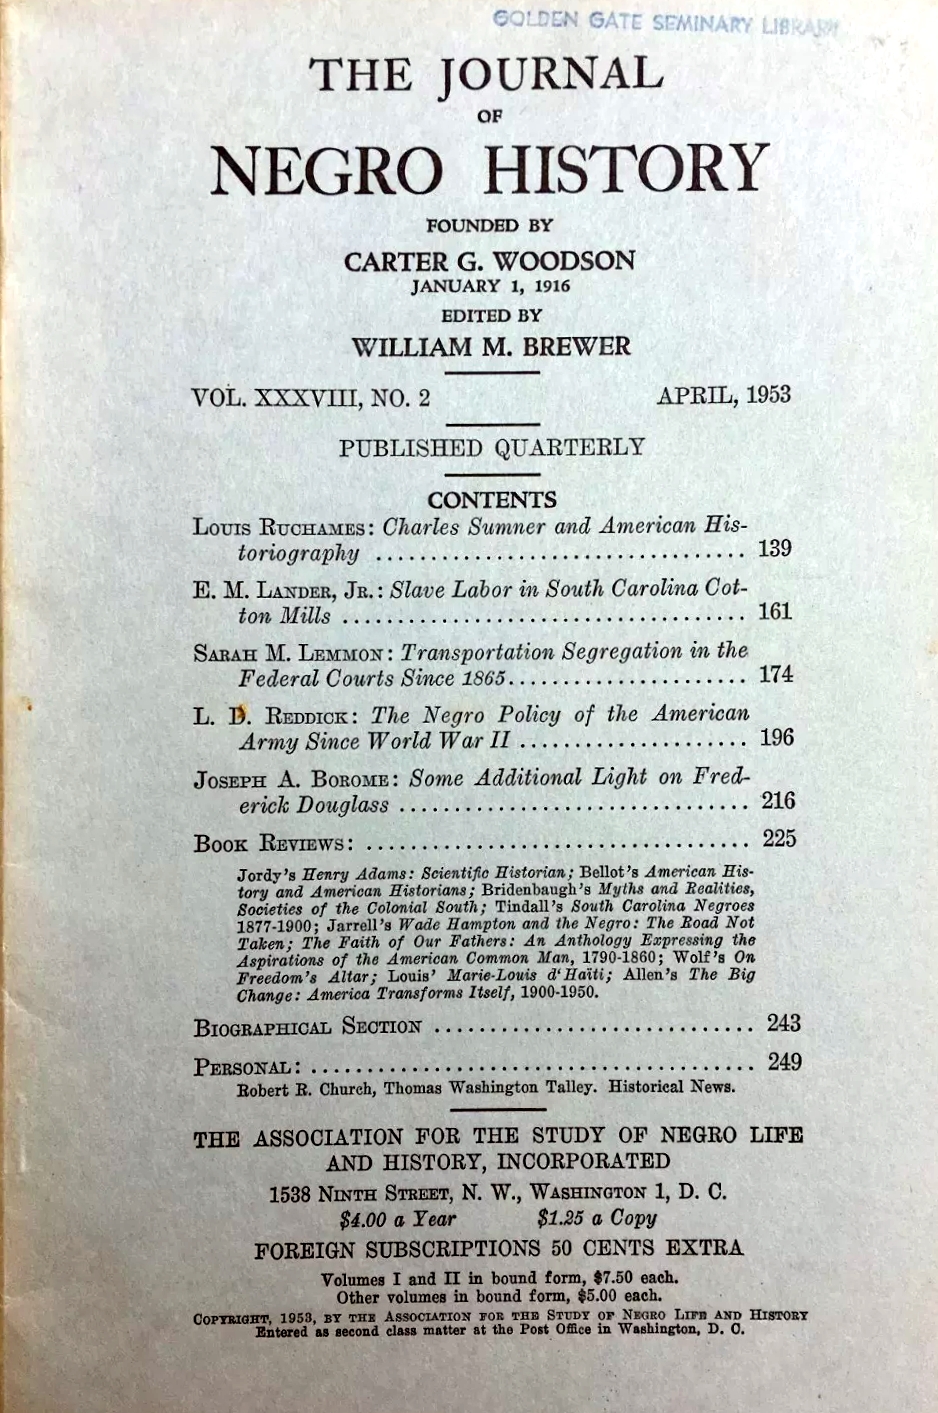 GOLDEN GATE SEMINARY LIBRARY
THE JOURNAL
OF
NEGRO HISTORY
FOUNDED BY
CARTER G. WOODSON
JANUARY 1, 1916
EDITED BY
WILLIAM M. BREWER
VOL. XXXVIII, NO. 2 APRIL, 1953
PUBLISHED QUARTERLY
CONTENTS
LOUIS RUCHAMES: Charles Sumner and American His-
toriography .................................. 139
E. M. LANDER, JR.: Slave Labor in South Carolina Cot-
ton Mills ..................................... 161
SARAH M. LEMMON: Transportation Segregation in the
Federal Courts Since 1865...................... 174
L. D. REDDICK: The Negro Policy of the American
Army Since World War II ..................... 196
JOSEPH A. BOROME: Some Additional Light on Fred-
erick Douglass ................................ 216
BOOK REVIEWS: ................................... 225
Jordy's Henry Adams: Scientific Historian; Bellot's American His-
tory and American Historians; Bridenbaugh's Myths and Realities,
Societies of the Colonial South; Tindall's South Carolina Negroes
1877-1900; Jarrell's Wade Hampton and the Negro: The Road Not
Taken; The Faith of Our Fathers: An Anthology Expressing the
Aspirations of the American Common Man, 1790-1860; Wolf's On
Freedom's Altar; Louis' Marie-Louis d'Haïti; Allen's The Big
Change: America Transforms Itself, 1900-1950.
BIOGRAPHICAL SECTION ............................. 243
PERSONAL: ........................................ 249
Robert R. Church, Thomas Washington Talley. Historical News.
THE ASSOCIATION FOR THE STUDY OF NEGRO LIFE
AND HISTORY, INCORPORATED
1538 NINTH STREET, N. W., WASHINGTON 1, D. C.
$4.00 a Year $1.25 a Copy
FOREIGN SUBSCRIPTIONS 50 CENTS EXTRA
Volumes I and II in bound form, $7.50 each.
Other volumes in bound form, $5.00 each.
COPYRIGHT, 1953, BY THE ASSOCIATION FOR THE STUDY OF NEGRO LIFE AND HISTORY
Entered as second class matter at the Post Office in Washington, D. C.